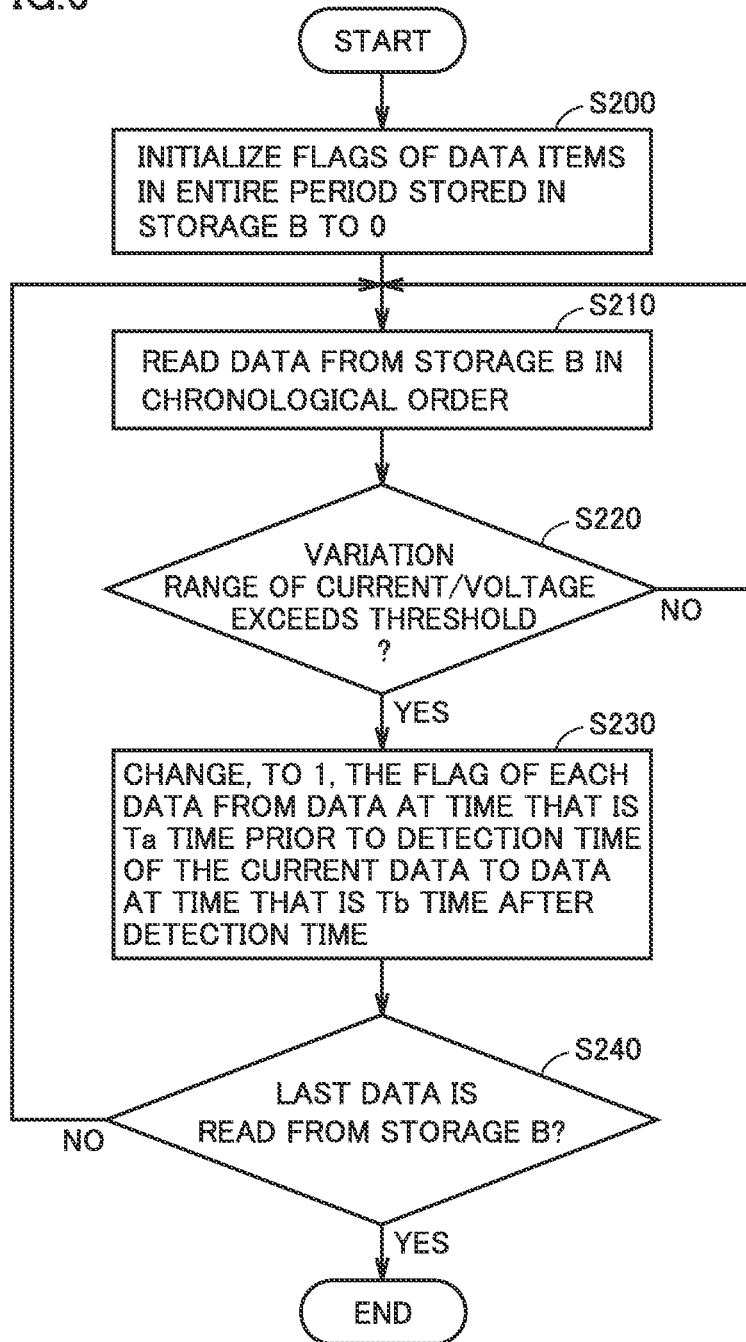 START
S200
INITIALIZE FLAGS OF DATA ITEMS
IN ENTIRE PERIOD STORED IN
STORAGE B TO 0
S210
READ DATA FROM STORAGE B IN
CHRONOLOGICAL ORDER
S220
VARIATION
RANGE OF CURRENT/VOLTAGE
EXCEEDS THRESHOLD
?
NO
YES
S230
CHANGE, TO 1, THE FLAG OF EACH
DATA FROM DATA AT TIME THAT IS
Ta TIME PRIOR TO DETECTION TIME
OF THE CURRENT DATA TO DATA
AT TIME THAT IS Tb TIME AFTER
DETECTION TIME
S240
LAST DATA IS
READ FROM STORAGE B?
NO
YES
END